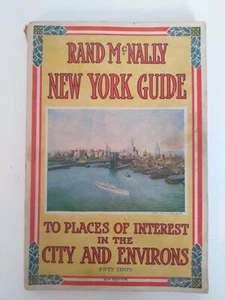 RAND McNALLY
NEW YORK GUIDE
TO PLACES OF INTEREST
IN THE
CITY AND ENVIRONS
FIFTY CENTS